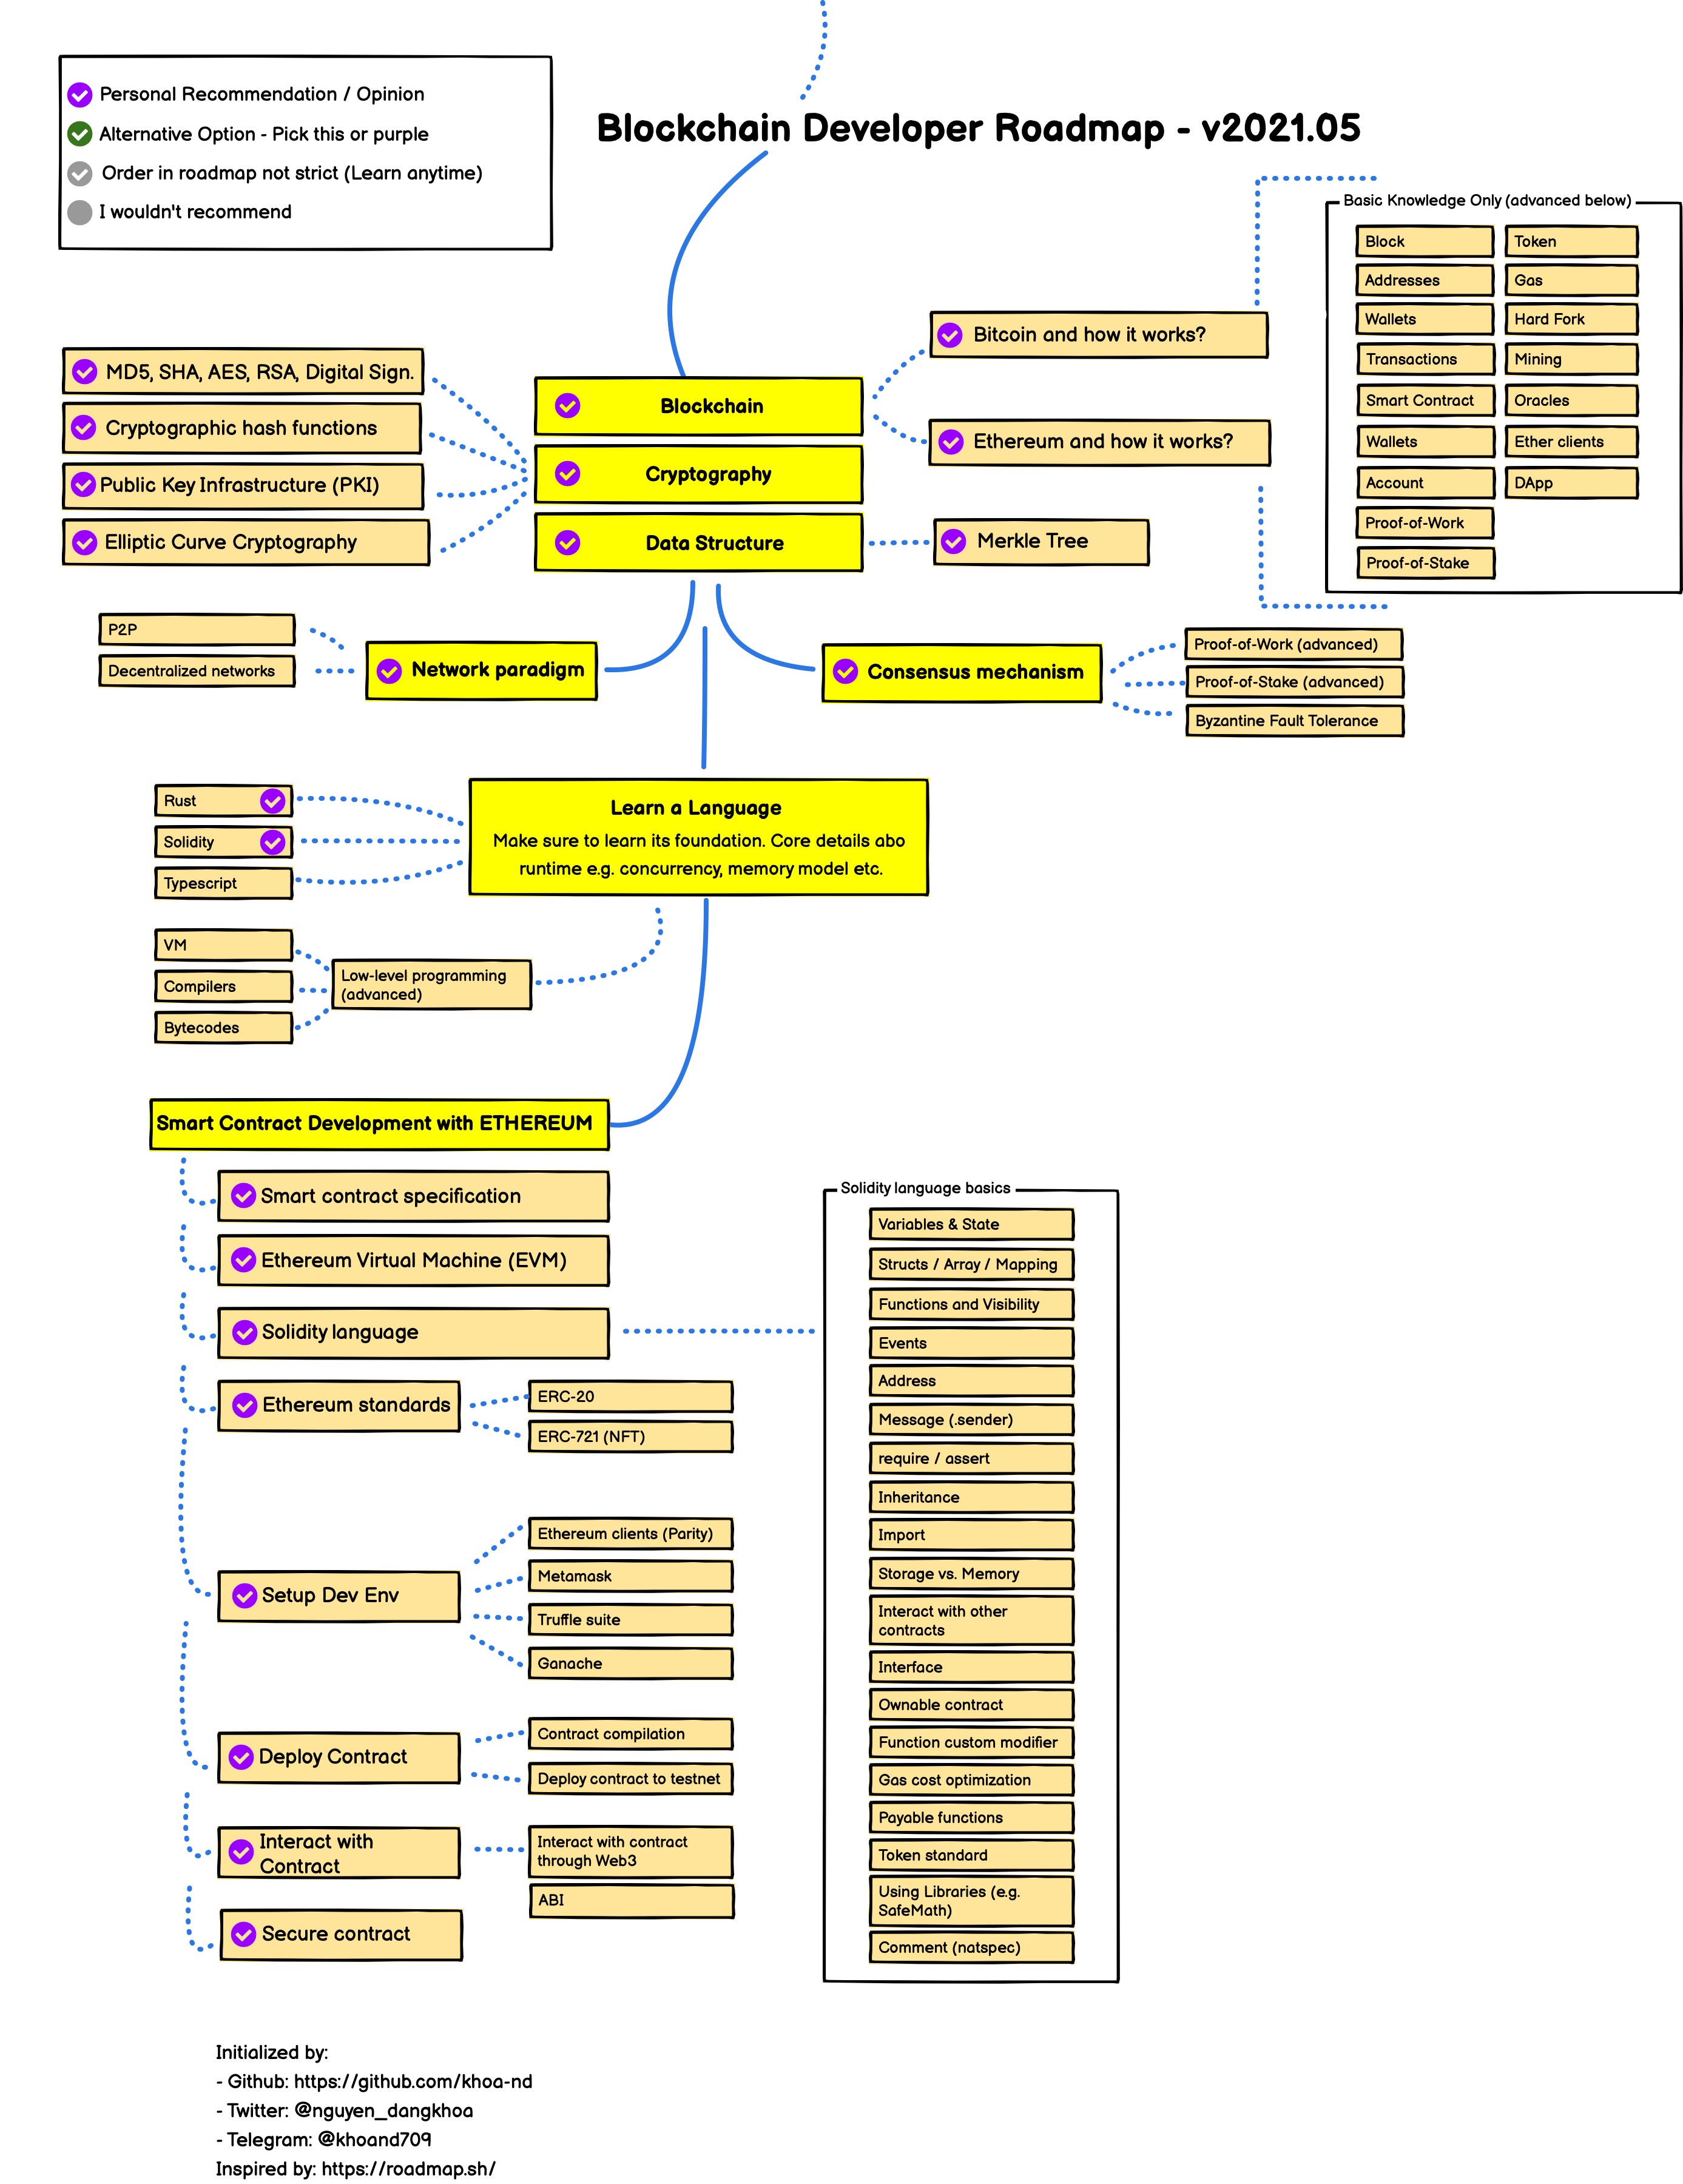 Personal Recommendation / Opinion
Alternative Option - Pick this or purple
Order in roadmap not strict (Learn anytime)
I wouldn't recommend
Blockchain Developer Roadmap - v2021.05
Basic Knowledge Only (advanced below)
Block
Token
Addresses
Gas
Wallets
Hard Fork
Transactions
Mining
Smart Contract
Oracles
Wallets
Ether clients
Account
DApp
Proof-of-Work
Proof-of-Stake
Bitcoin and how it works?
Ethereum and how it works?
MD5, SHA, AES, RSA, Digital Sign.
Cryptographic hash functions
Public Key Infrastructure (PKI)
Elliptic Curve Cryptography
Blockchain
Cryptography
Data Structure
Merkle Tree
P2P
Decentralized networks
Network paradigm
Consensus mechanism
Proof-of-Work (advanced)
Proof-of-Stake (advanced)
Byzantine Fault Tolerance
Rust
Solidity
Typescript
Learn a Language
Make sure to learn its foundation. Core details abo
runtime e.g. concurrency, memory model etc.
VM
Compilers
Bytecodes
Low-level programming
(advanced)
Smart Contract Development with ETHEREUM
Smart contract specification
Ethereum Virtual Machine (EVM)
Solidity language
Ethereum standards
ERC-20
ERC-721 (NFT)
Setup Dev Env
Ethereum clients (Parity)
Metamask
Truffle suite
Ganache
Deploy Contract
Contract compilation
Deploy contract to testnet
Interact with
Contract
Interact with contract
through Web3
ABI
Secure contract
Solidity language basics
Variables & State
Structs / Array / Mapping
Functions and Visibility
Events
Address
Message (.sender)
require / assert
Inheritance
Import
Storage vs. Memory
Interact with other
contracts
Interface
Ownable contract
Function custom modifier
Gas cost optimization
Payable functions
Token standard
Using Libraries (e.g.
SafeMath)
Comment (natspec)
Initialized by:
- Github: https://github.com/khoa-nd
- Twitter: @nguyen_dangkhoa
- Telegram: @khoand709
Inspired by: https://roadmap.sh/